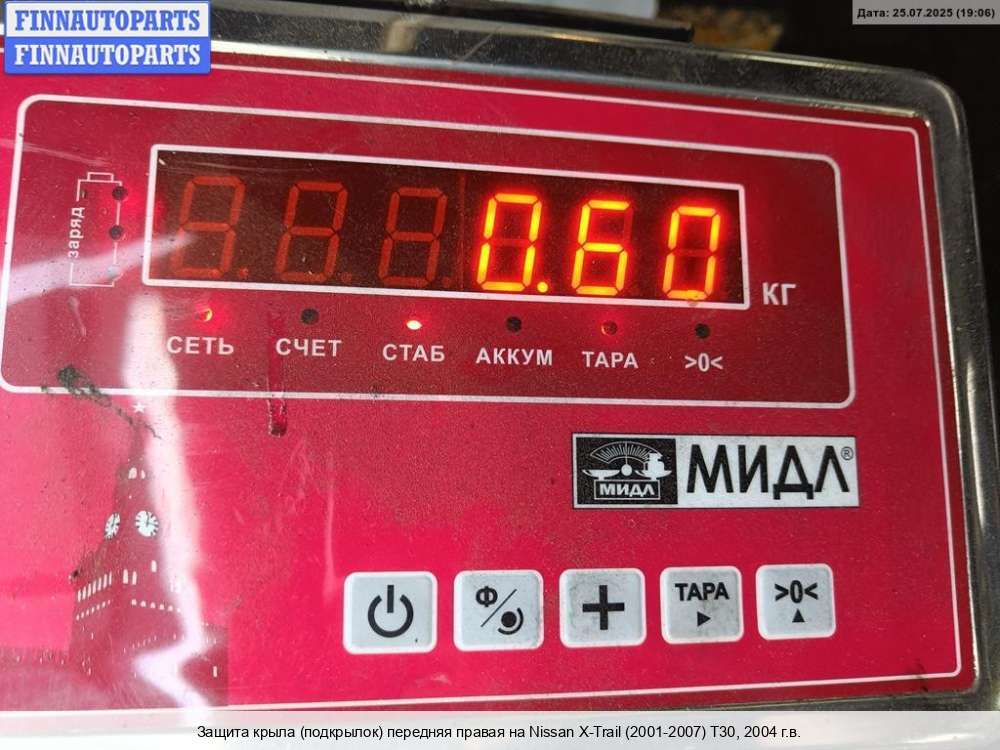 FINNAUTOPARTS
FINNAUTOPARTS
Дата: 25.07.2025 (19:06)
заряд
0.60
КГ
СЕТЬ СЧЕТ СТАБ АККУМ ТАРА >0<
МИДЛ МИДЛ®
Ф ТАРА >0<
Защита крыла (подкрылок) передняя правая на Nissan X-Trail (2001-2007) T30, 2004 г.в.